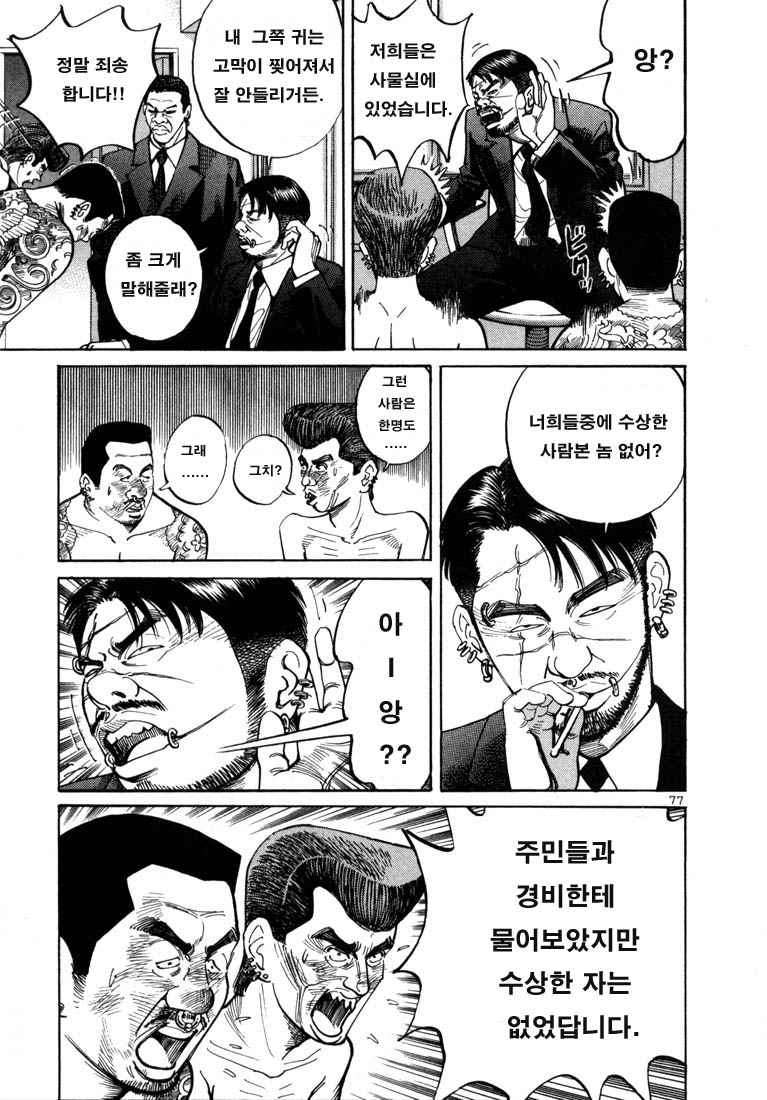 앙?
저희들은
사물실에
있었습니다.
ビクッ
내 그쪽 귀는
고막이 찢어져서
잘 안들리거든.
좀 크게
말해줄래?
정말 죄송
합니다!!
너희들중에 수상한
사람본 놈 없어?
그런
사람은
한명도
......
그치?
그래
......
아
ㅣ
앙
??
77
주민들과
경비한테
물어보았지만
수상한 자는
없었답니다.